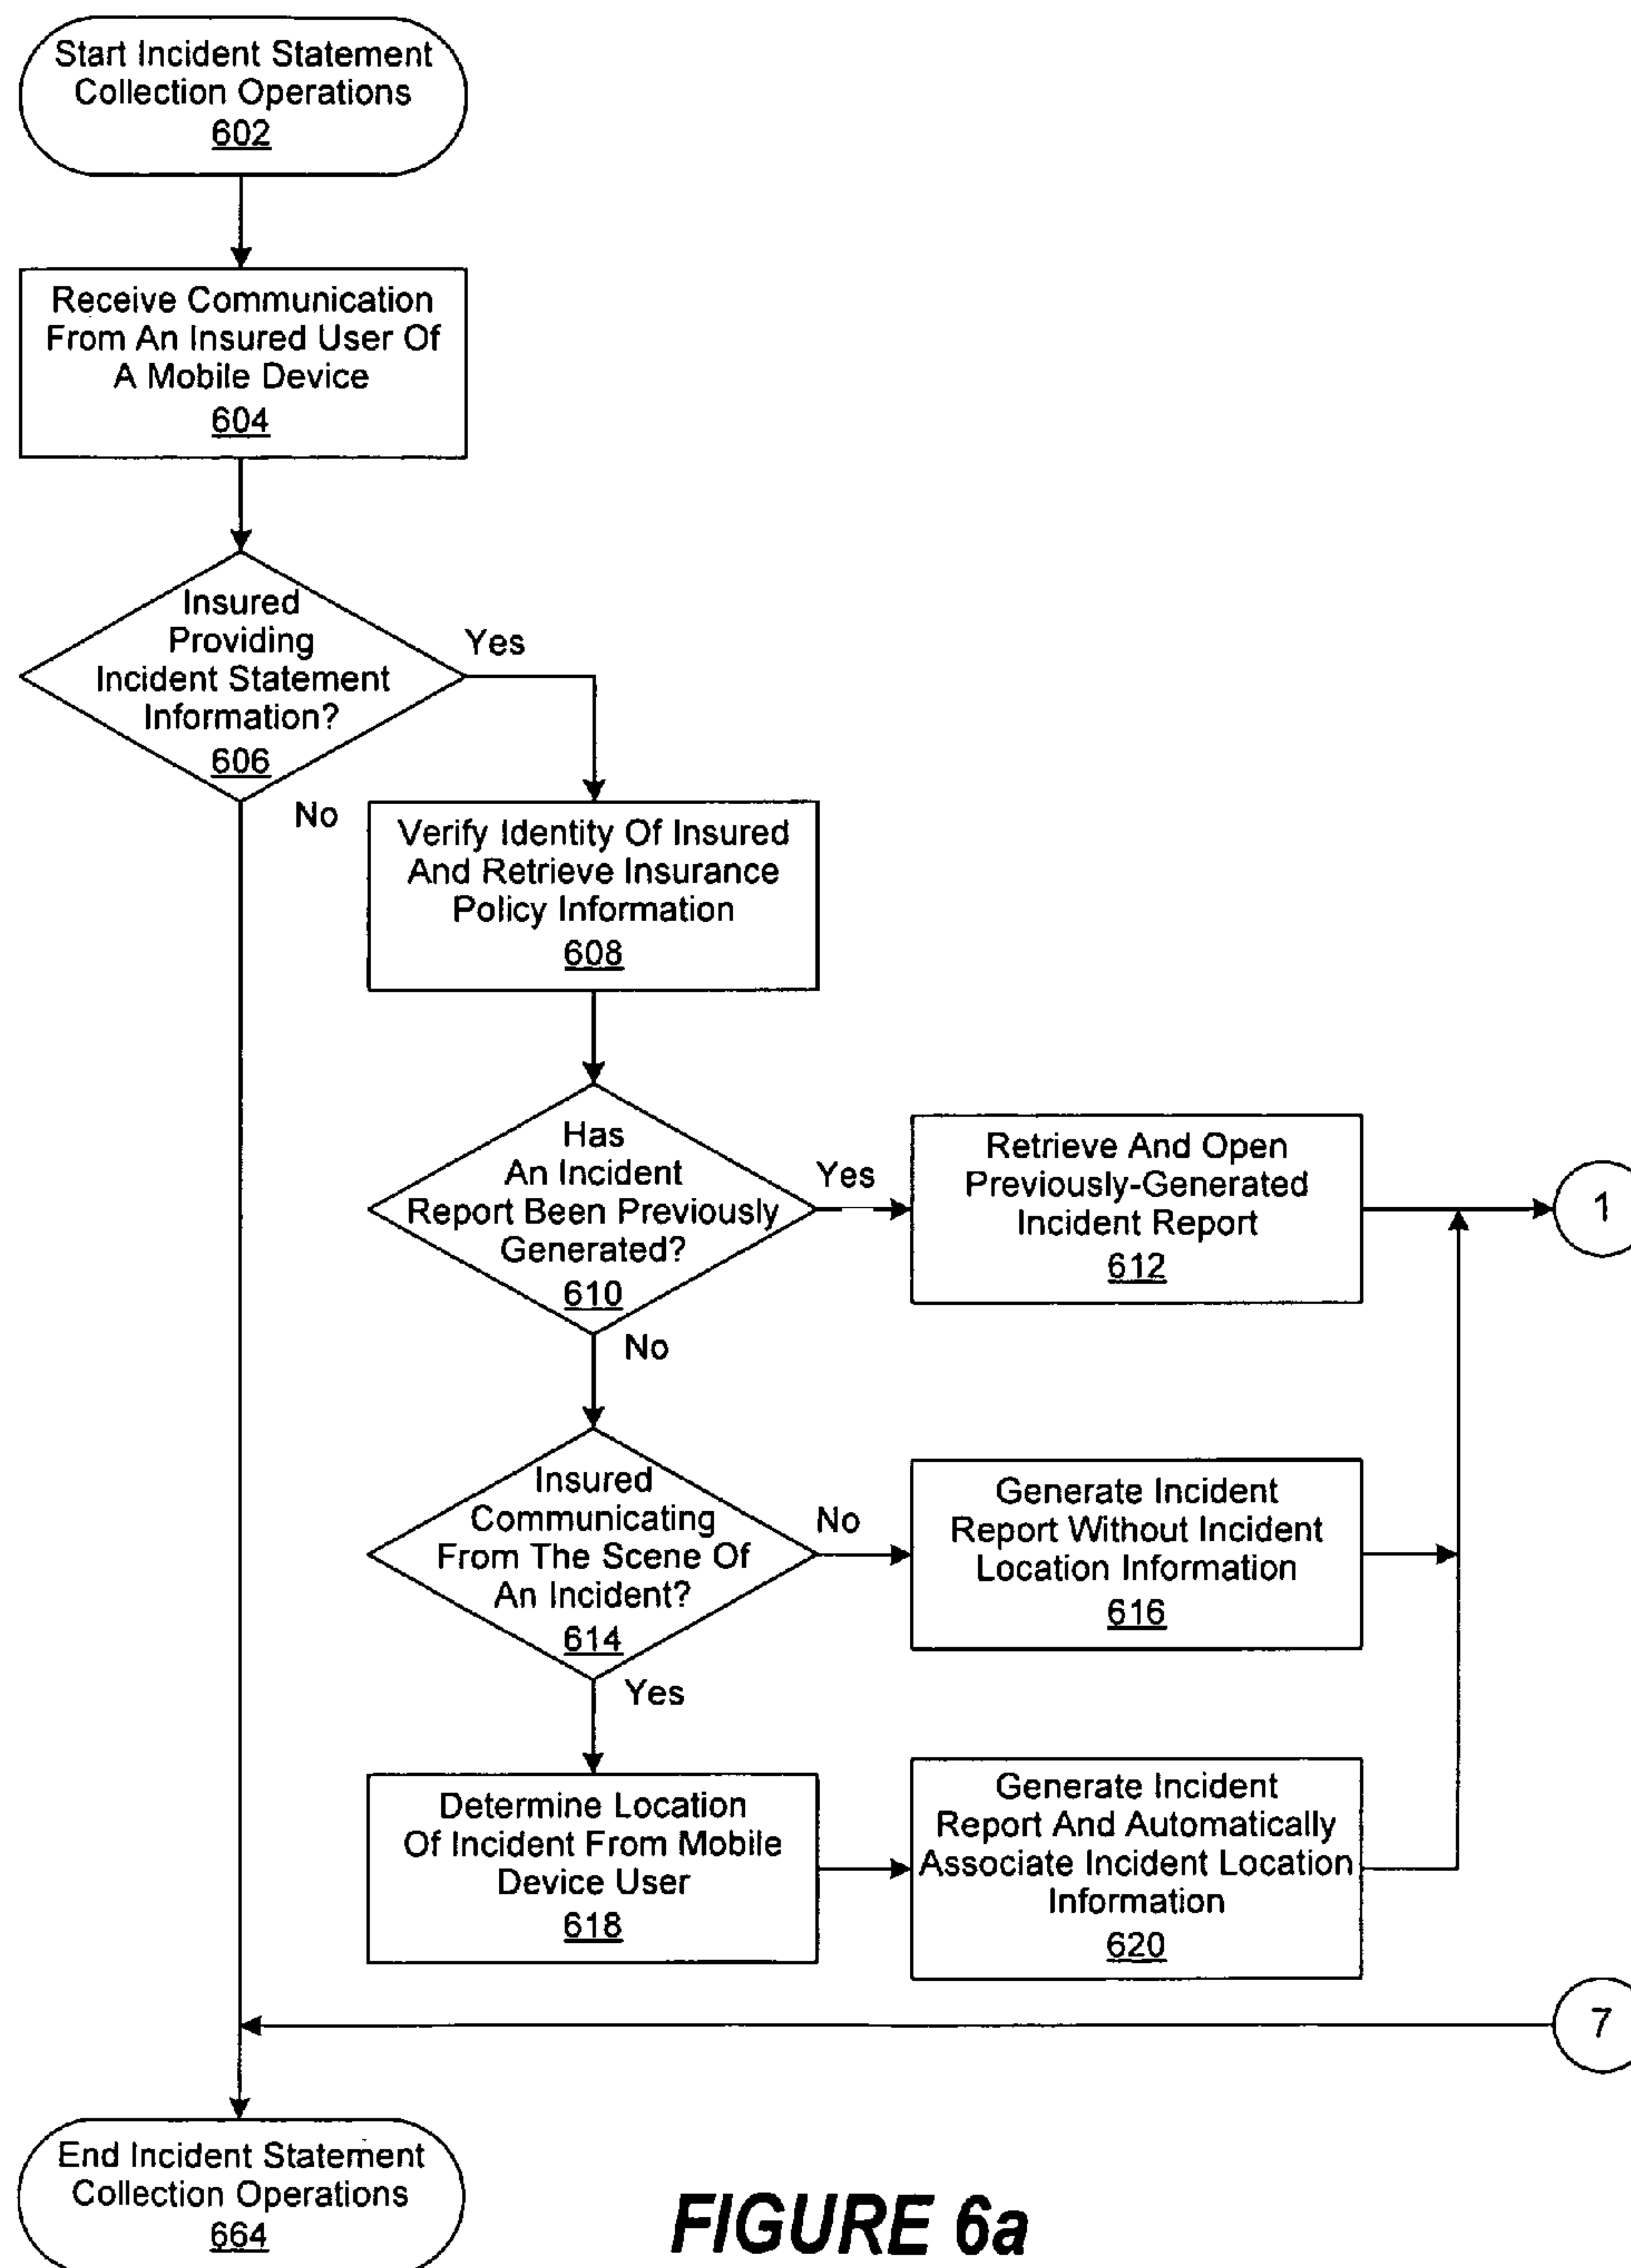 Start Incident Statement
Collection Operations
602
Receive Communication
From An Insured User Of
A Mobile Device
604
Insured
Providing
Incident Statement
Information?
606
Yes
No
Verify Identity Of Insured
And Retrieve Insurance
Policy Information
608
Has
An Incident
Report Been Previously
Generated?
610
Yes
Retrieve And Open
Previously-Generated
Incident Report
612
1
No
Insured
Communicating
From The Scene Of
An Incident?
614
No
Generate Incident
Report Without Incident
Location Information
616
Yes
Determine Location
Of Incident From Mobile
Device User
618
Generate Incident
Report And Automatically
Associate Incident Location
Information
620
7
End Incident Statement
Collection Operations
664
FIGURE 6a